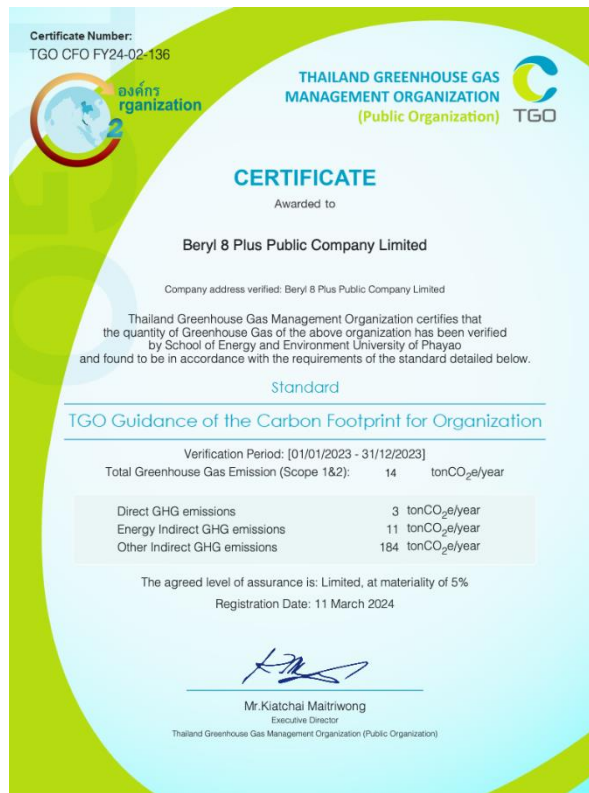 Certificate Number:
TGO CFO FY24-02-136
องค์กร
rganization
2
THAILAND GREENHOUSE GAS
MANAGEMENT ORGANIZATION
(Public Organization)
TGO
CERTIFICATE
Awarded to
Beryl 8 Plus Public Company Limited
Company address verified: Beryl 8 Plus Public Company Limited
Thailand Greenhouse Gas Management Organization certifies that
the quantity of Greenhouse Gas of the above organization has been verified
by School of Energy and Environment University of Phayao
and found to be in accordance with the requirements of the standard detailed below.
Standard
TGO Guidance of the Carbon Footprint for Organization
Verification Period: [01/01/2023 - 31/12/2023]
Total Greenhouse Gas Emission (Scope 1&2): 14 tonCO2e/year
Direct GHG emissions 3 tonCO2e/year
Energy Indirect GHG emissions 11 tonCO2e/year
Other Indirect GHG emissions 184 tonCO2e/year
The agreed level of assurance is: Limited, at materiality of 5%
Registration Date: 11 March 2024
Mr.Kiatchai Maitriwong
Executive Director
Thailand Greenhouse Gas Management Organization (Public Organization)